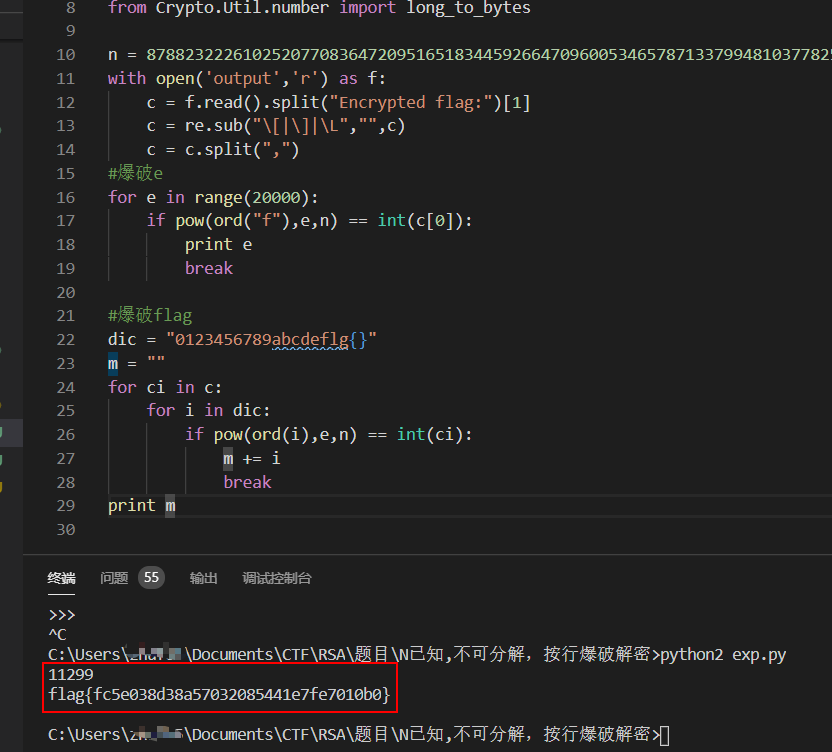 8 from Crypto.Util.number import long_to_bytes
9
10 n = 8788232226102520770836472095165183445926647096005346578713379948103778
11 with open('output','r') as f:
12     c = f.read().split("Encrypted flag:")[1]
13     c = re.sub("\[|\]|\L","",c)
14     c = c.split(",")
15 #爆破e
16 for e in range(20000):
17     if pow(ord("f"),e,n) == int(c[0]):
18         print e
19         break
20
21 #爆破flag
22 dic = "0123456789abcdeflg{}"
23 m = ""
24 for ci in c:
25     for i in dic:
26         if pow(ord(i),e,n) == int(ci):
27             m += i
28             break
29 print m
30
终端 问题 55 输出 调试控制台
>>>
^C
C:\Users\ \Documents\CTF\RSA\题目\N已知,不可分解，按行爆破解密>python2 exp.py
11299
flag{fc5e038d38a57032085441e7fe7010b0}
C:\Users\ \Documents\CTF\RSA\题目\N已知,不可分解，按行爆破解密>